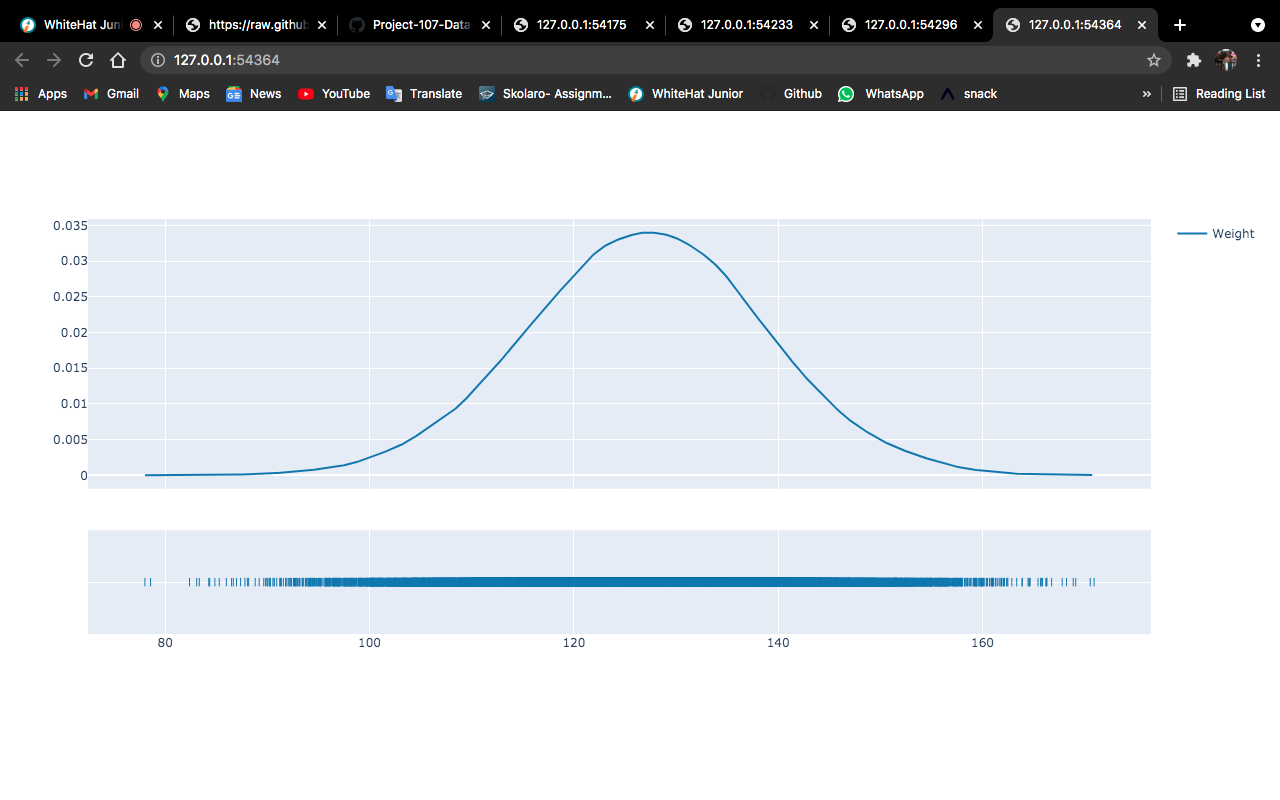 WhiteHat Juni https://raw.githu Project-107-Data 127.0.0.1:54175 127.0.0.1:54233 127.0.0.1:54296 127.0.0.1:54364
127.0.0.1:54364
Apps Gmail Maps News YouTube Translate Skolaro- Assignm... WhiteHat Junior Github WhatsApp snack » Reading List
0.035
Weight
0.03
0.025
0.02
0.015
0.01
0.005
0
80 100 120 140 160